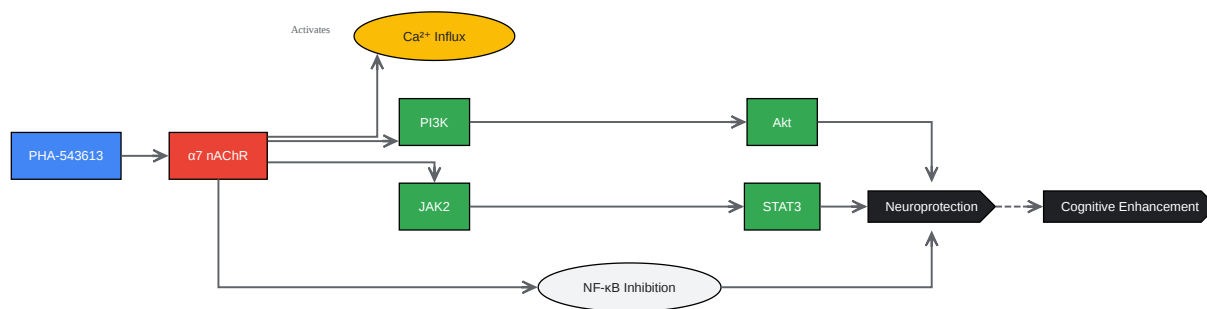 Activates
Ca²⁺ Influx
PI3K
Akt
PHA-543613
α7 nAChR
JAK2
STAT3
Neuroprotection
Cognitive Enhancement
NF-κB Inhibition